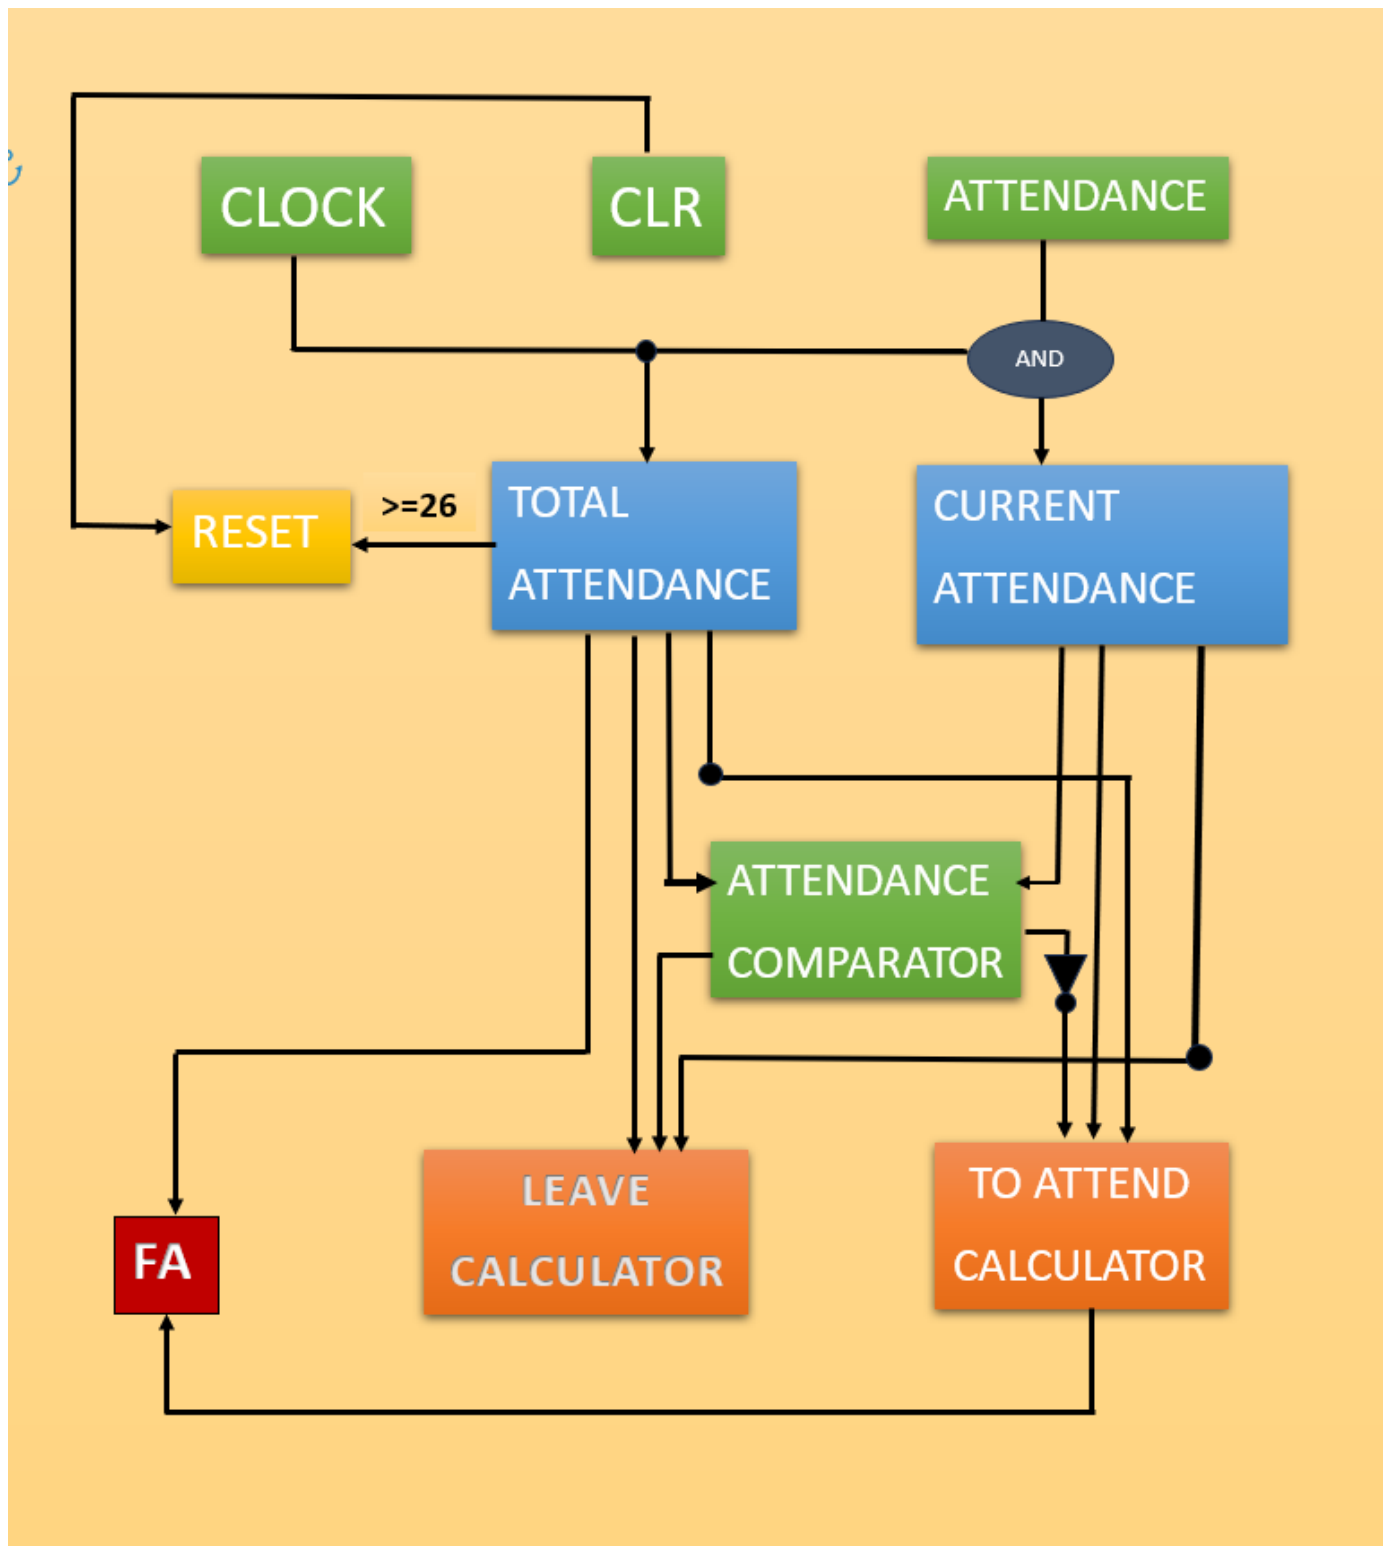 CLOCK
CLR
ATTENDANCE
AND
TOTAL
ATTENDANCE
CURRENT
ATTENDANCE
>=26
RESET
ATTENDANCE
COMPARATOR
LEAVE
CALCULATOR
TO ATTEND
CALCULATOR
FA